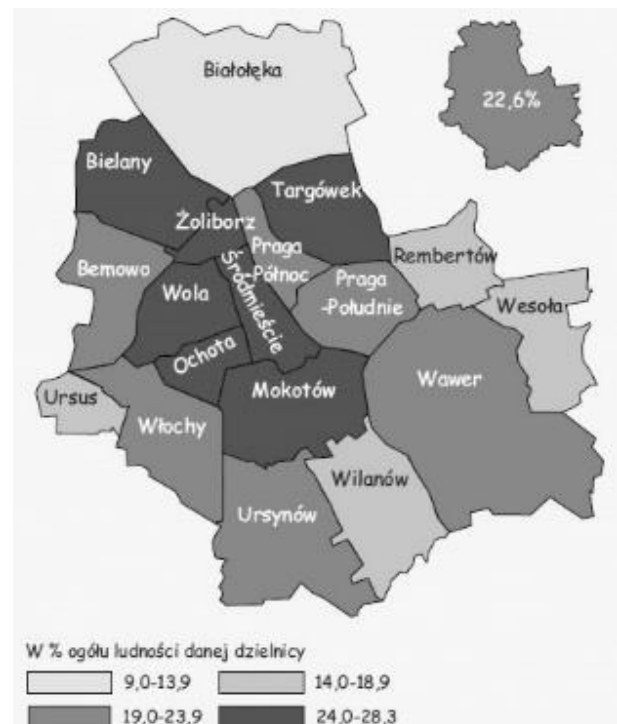 Białołęka
22,6%
Bielany
Targówek
Żoliborz
Praga
-Północ
Rembertów
Bemowo
Śródmieście
Praga
-Południe
Wola
Wesoła
Ochota
Ursus
Mokotów
Wawer
Włochy
Wilanów
Ursynów
W % ogółu ludności danej dzielnicy
9,0-13,9 14,0-18,9
19,0-23,9 24,0-28,3